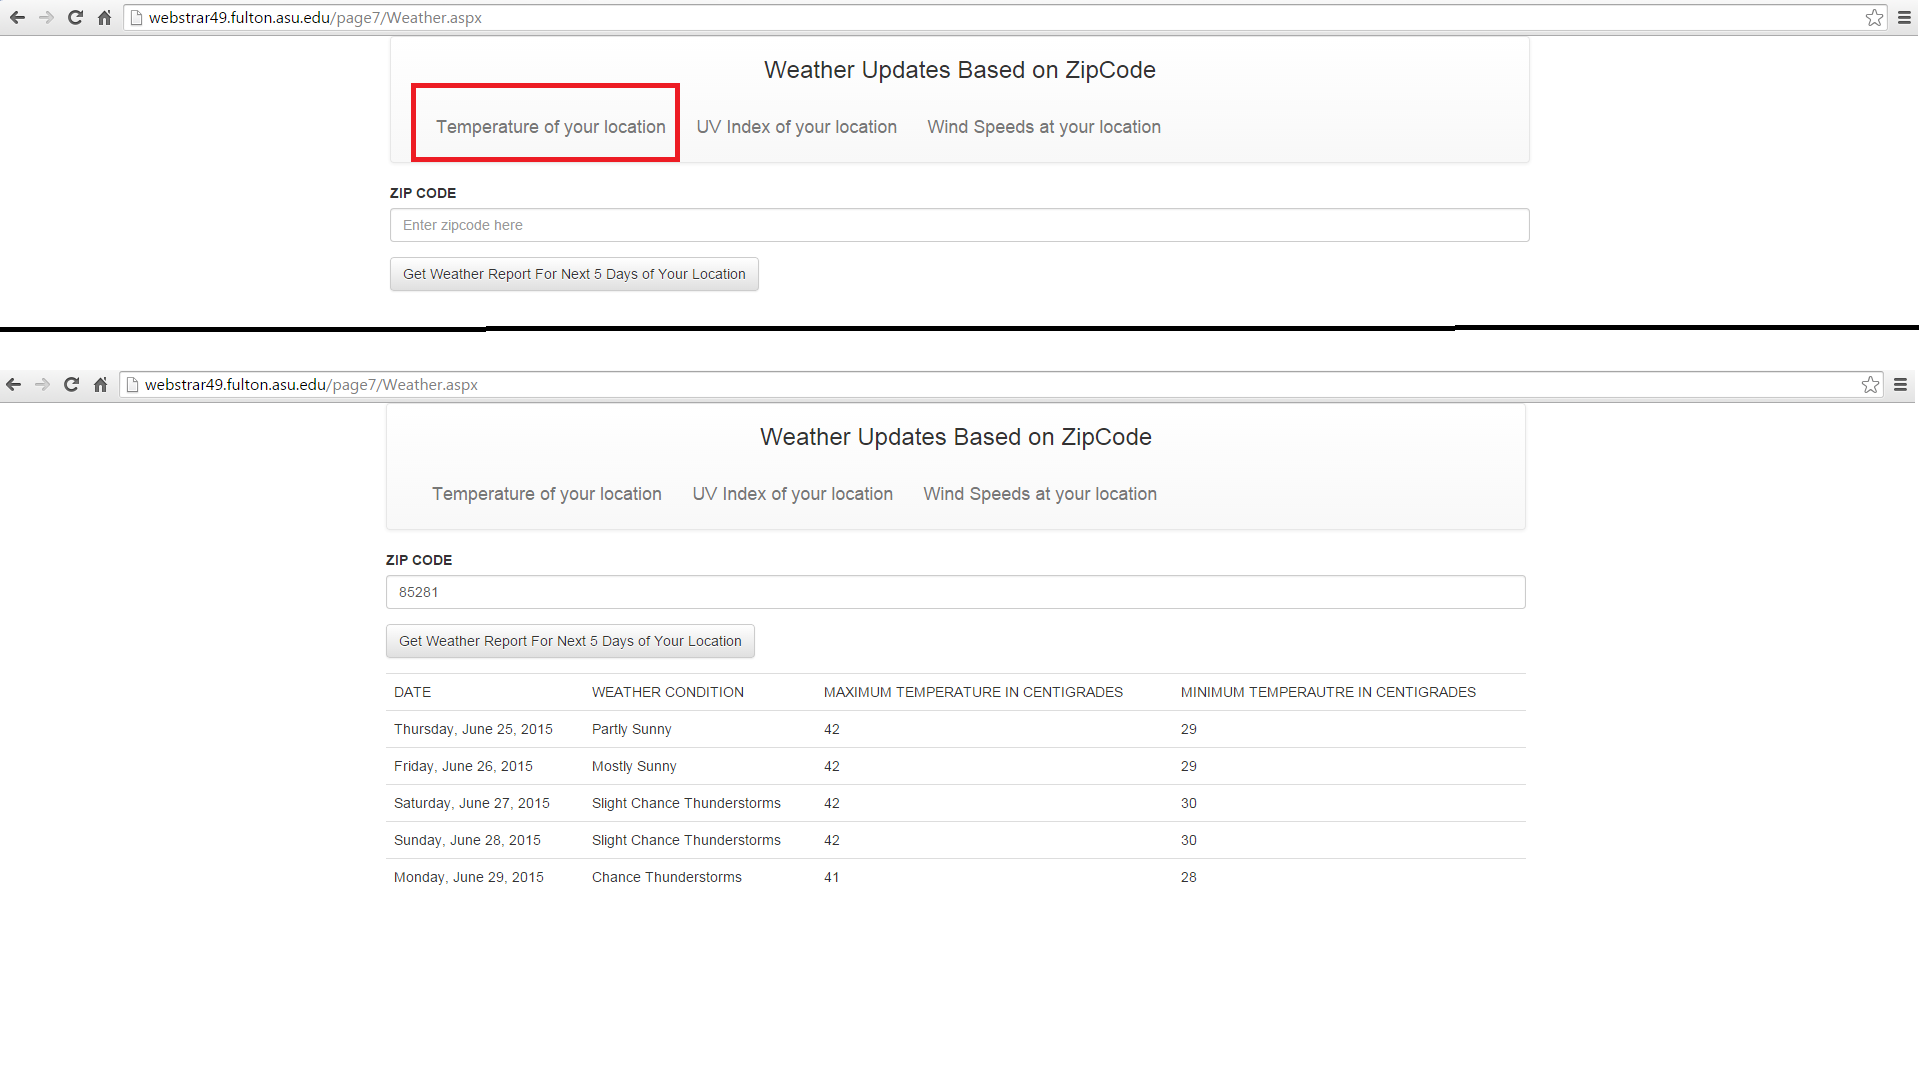 webstrar49.fulton.asu.edu/page7/Weather.aspx
Weather Updates Based on ZipCode
Temperature of your location UV Index of your location Wind Speeds at your location
ZIP CODE
Enter zipcode here
Get Weather Report For Next 5 Days of Your Location
webstrar49.fulton.asu.edu/page7/Weather.aspx
Weather Updates Based on ZipCode
Temperature of your location UV Index of your location Wind Speeds at your location
ZIP CODE
85281
Get Weather Report For Next 5 Days of Your Location
DATE WEATHER CONDITION MAXIMUM TEMPERATURE IN CENTIGRADES MINIMUM TEMPERAUTRE IN CENTIGRADES
Thursday, June 25, 2015 Partly Sunny 42 29
Friday, June 26, 2015 Mostly Sunny 42 29
Saturday, June 27, 2015 Slight Chance Thunderstorms 42 30
Sunday, June 28, 2015 Slight Chance Thunderstorms 42 30
Monday, June 29, 2015 Chance Thunderstorms 41 28